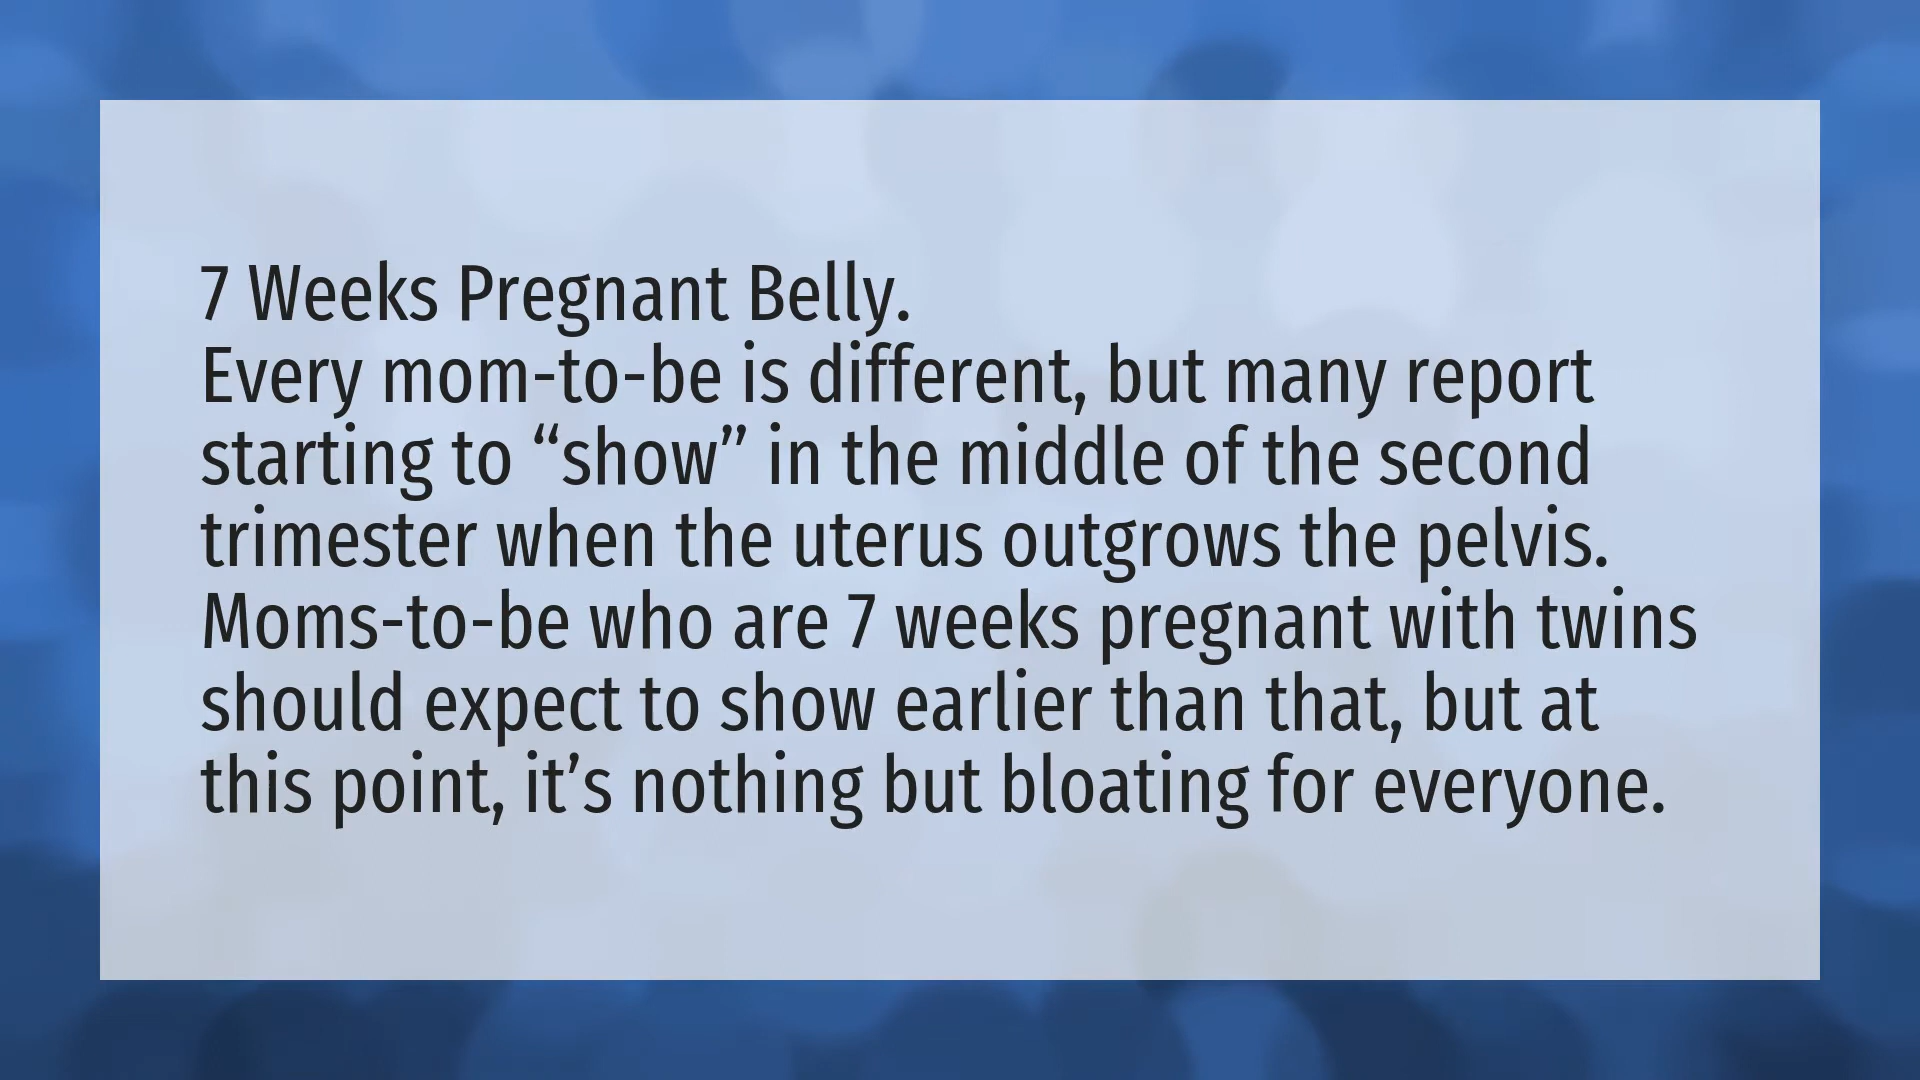 7 Weeks Pregnant Belly.
Every mom-to-be is different, but many report
starting to “show” in the middle of the second
trimester when the uterus outgrows the pelvis.
Moms-to-be who are 7 weeks pregnant with twins
should expect to show earlier than that, but at
this point, it’s nothing but bloating for everyone.